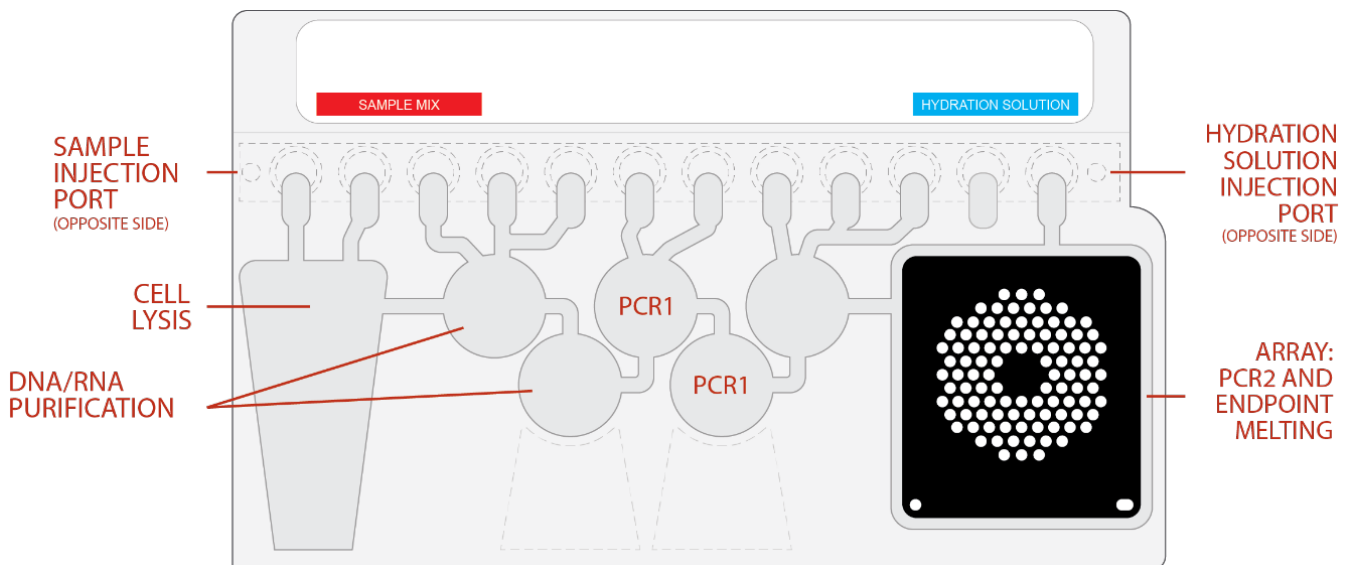 SAMPLE MIX
HYDRATION SOLUTION
SAMPLE
INJECTION
PORT
(OPPOSITE SIDE)
HYDRATION
SOLUTION
INJECTION
PORT
(OPPOSITE SIDE)
CELL
LYSIS
DNA/RNA
PURIFICATION
PCR1
PCR1
ARRAY:
PCR2 AND
ENDPOINT
MELTING